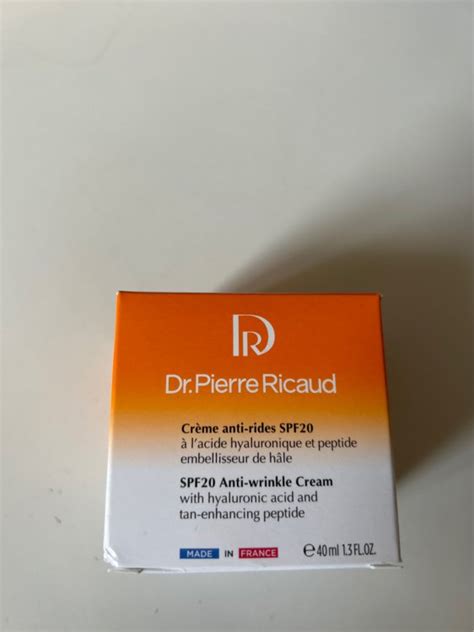 DR
Dr.Pierre Ricaud
Crème anti-rides SPF20
à l'acide hyaluronique et peptide
embellisseur de hâle
SPF20 Anti-wrinkle Cream
with hyaluronic acid and
tan-enhancing peptide
MADE IN FRANCE ℮40 ml 1.3 FL.OZ.